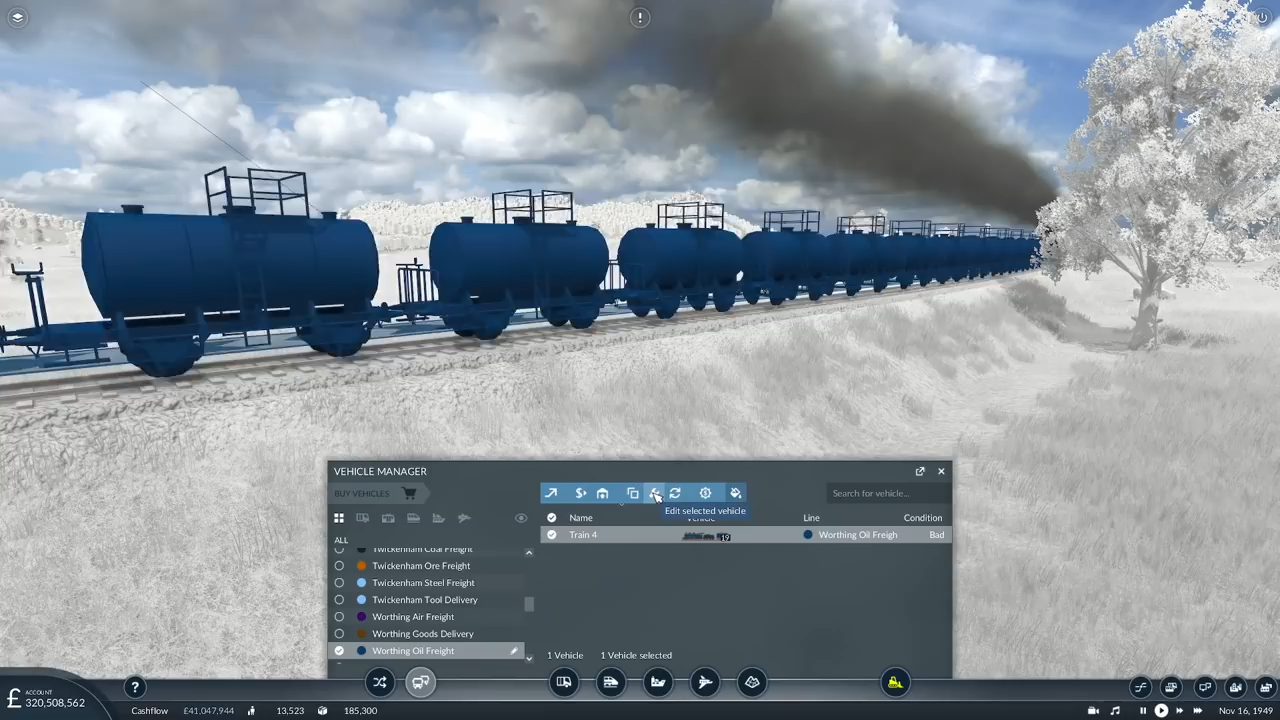 VEHICLE MANAGER
BUY VEHICLES
Search for vehicle...
Edit selected vehicle
Name
Line
Condition
ALL
Train 4
19
Worthing Oil Freigh
Bad
Twickenham Coal Freight
Twickenham Ore Freight
Twickenham Steel Freight
Twickenham Tool Delivery
Worthing Air Freight
Worthing Goods Delivery
Worthing Oil Freight
1 Vehicle
1 Vehicle selected
£
ACCOUNT
320,508,562
?
Cashflow
£41,047,944
13,523
185,300
Nov 16, 1949